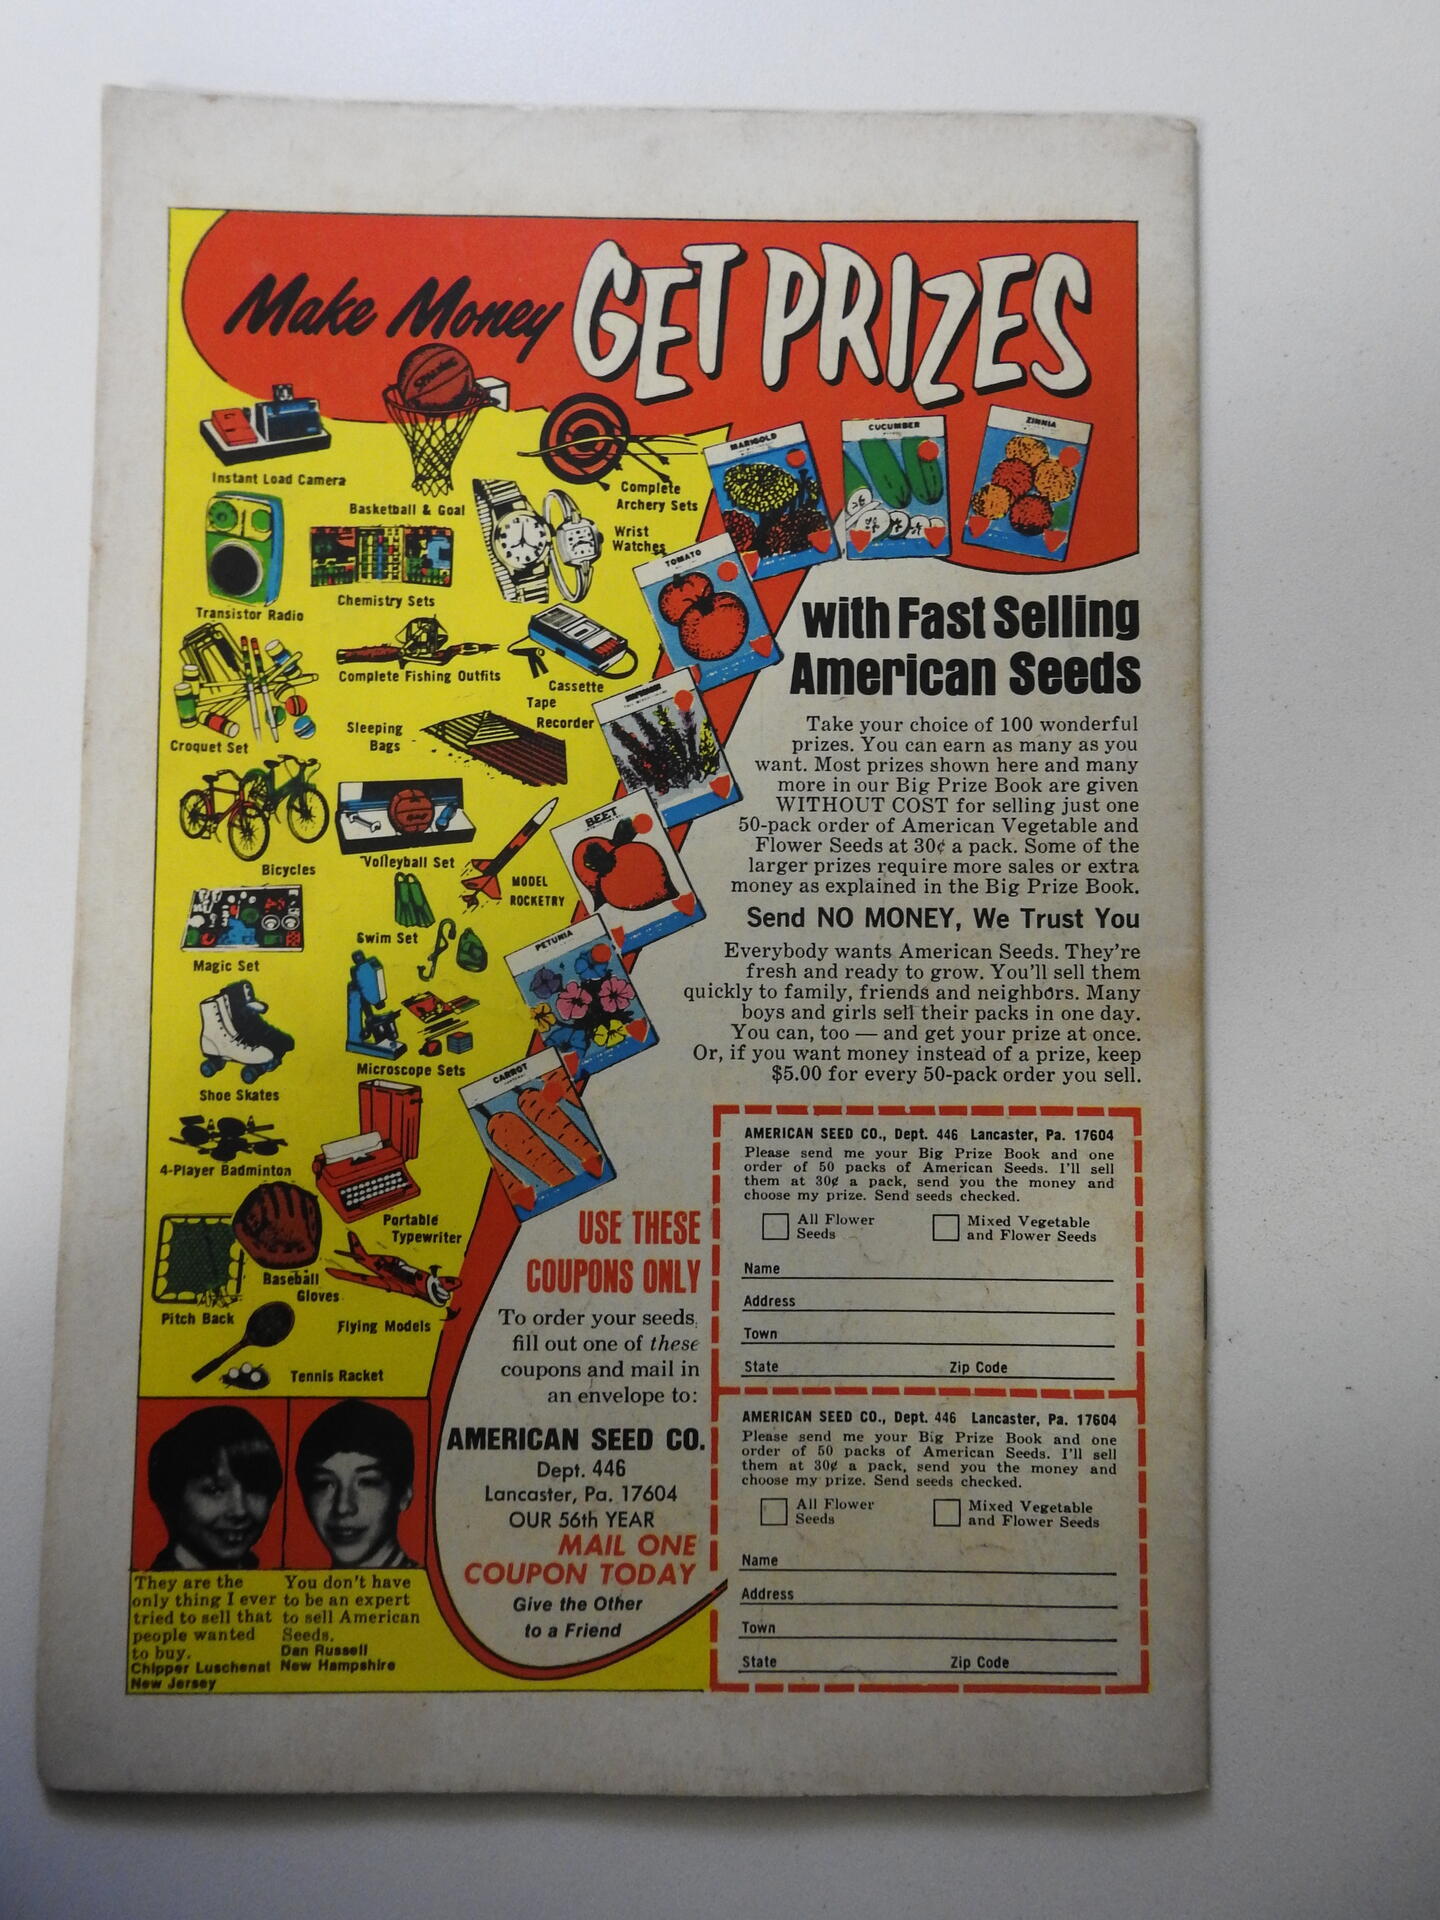 Make Money GET PRIZES
SPALDING
Instant Load Camera
Basketball & Goal
Complete
Archery Sets
Wrist
Watches
Transistor Radio
Chemistry Sets
Complete Fishing Outfits
Cassette
Tape
Recorder
Croquet Set
Sleeping
Bags
Bicycles
Volleyball Set
MODEL
ROCKETRY
Magic Set
Swim Set
Shoe Skates
Microscope Sets
4-Player Badminton
Portable
Typewriter
Pitch Back
Baseball
Gloves
Flying Models
Tennis Racket
MARIGOLD
CUCUMBER
ZINNIA
TOMATO
BEET
PETUNIA
CARROT
with Fast Selling
American Seeds
Take your choice of 100 wonderful
prizes. You can earn as many as you
want. Most prizes shown here and many
more in our Big Prize Book are given
WITHOUT COST for selling just one
50-pack order of American Vegetable and
Flower Seeds at 30¢ a pack. Some of the
larger prizes require more sales or extra
money as explained in the Big Prize Book.
Send NO MONEY, We Trust You
Everybody wants American Seeds. They're
fresh and ready to grow. You'll sell them
quickly to family, friends and neighbors. Many
boys and girls sell their packs in one day.
You can, too — and get your prize at once.
Or, if you want money instead of a prize, keep
$5.00 for every 50-pack order you sell.
USE THESE
COUPONS ONLY
To order your seeds,
fill out one of these
coupons and mail in
an envelope to:
AMERICAN SEED CO.
Dept. 446
Lancaster, Pa. 17604
OUR 56th YEAR
MAIL ONE
COUPON TODAY
Give the Other
to a Friend
They are the
only thing I ever
tried to sell that
people wanted
to buy.
Chipper Luschenat
New Jersey
You don't have
to be an expert
to sell American
Seeds.
Dan Russell
New Hampshire
AMERICAN SEED CO., Dept. 446 Lancaster, Pa. 17604
Please send me your Big Prize Book and one
order of 50 packs of American Seeds. I'll sell
them at 30¢ a pack, send you the money and
choose my prize. Send seeds checked.
All Flower
Seeds
Mixed Vegetable
and Flower Seeds
Name
Address
Town
State Zip Code
AMERICAN SEED CO., Dept. 446 Lancaster, Pa. 17604
Please send me your Big Prize Book and one
order of 50 packs of American Seeds. I'll sell
them at 30¢ a pack, send you the money and
choose my prize. Send seeds checked.
All Flower
Seeds
Mixed Vegetable
and Flower Seeds
Name
Address
Town
State Zip Code